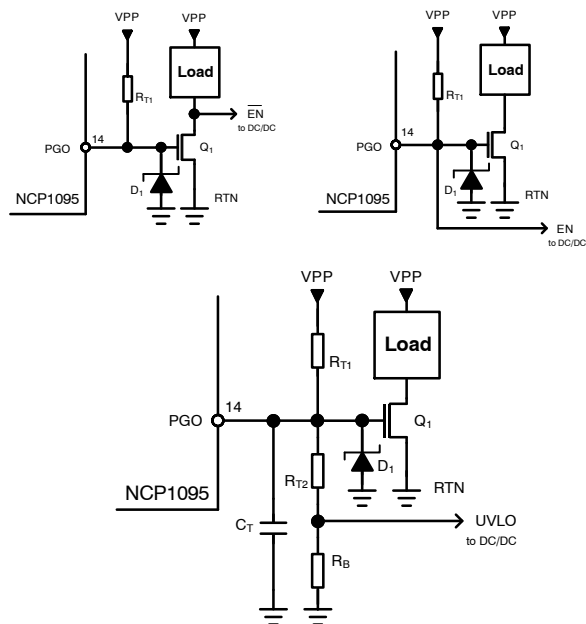 VPP
VPP
Load
RT1
EN
to DC/DC
14
PGO
Q1
D1
RTN
NCP1095
VPP
VPP
Load
RT1
14
PGO
Q1
D1
RTN
NCP1095
EN
to DC/DC
VPP
VPP
Load
RT1
14
PGO
Q1
D1
RT2
RTN
NCP1095
UVLO
to DC/DC
CT
RB